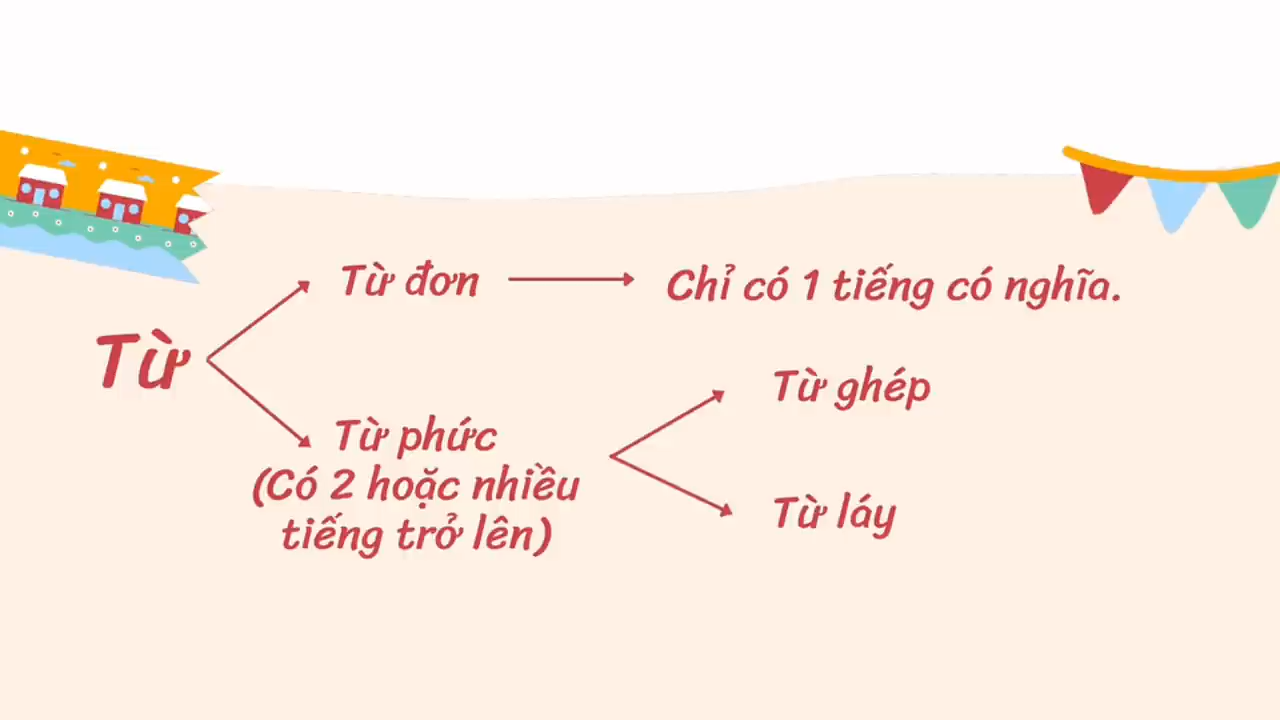 Từ
Từ đơn
Chỉ có 1 tiếng có nghĩa.
Từ phức
(Có 2 hoặc nhiều
tiếng trở lên)
Từ ghép
Từ láy